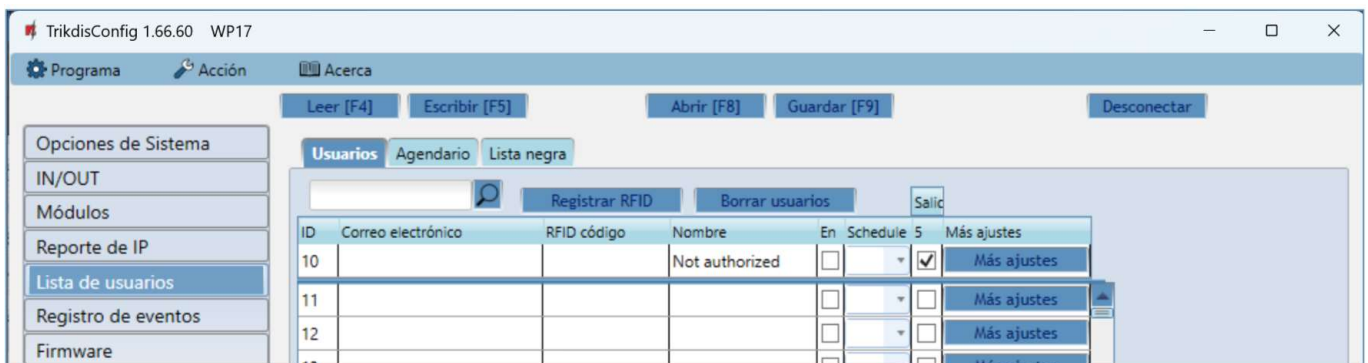 TrikdisConfig 1.66.60 WP17
Programa Acción Acerca
Leer [F4] Escribir [F5] Abrir [F8] Guardar [F9] Desconectar
Opciones de Sistema
IN/OUT
Módulos
Reporte de IP
Lista de usuarios
Registro de eventos
Firmware
Usuarios Agendario Lista negra
Registrar RFID Borrar usuarios Salic
ID Correo electrónico RFID código Nombre En Schedule 5 Más ajustes
10 Not authorized Más ajustes
11 Más ajustes
12 Más ajustes